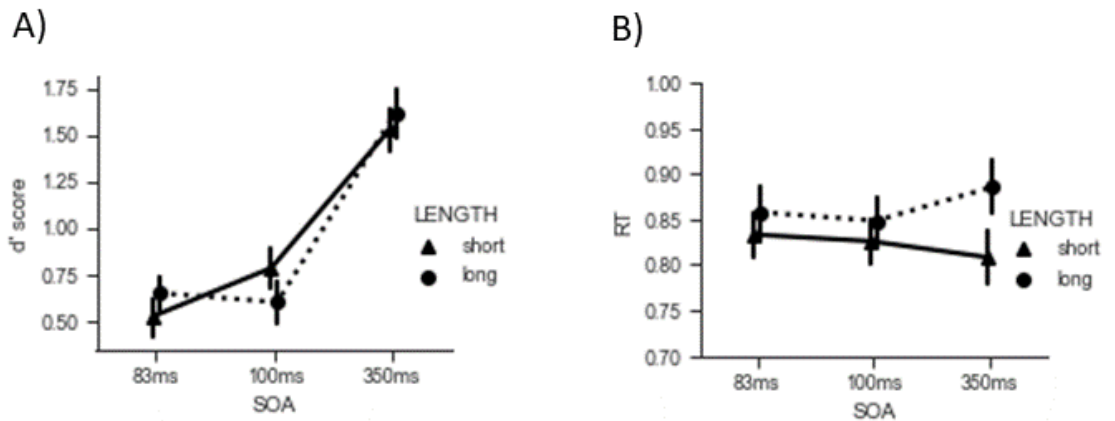 A)
d' score
1.75
1.50
1.25
1.00
0.75
0.50
83ms
100ms
350ms
SOA
LENGTH
short
long
B)
RT
1.00
0.95
0.90
0.85
0.80
0.75
0.70
83ms
100ms
350ms
SOA
LENGTH
short
long